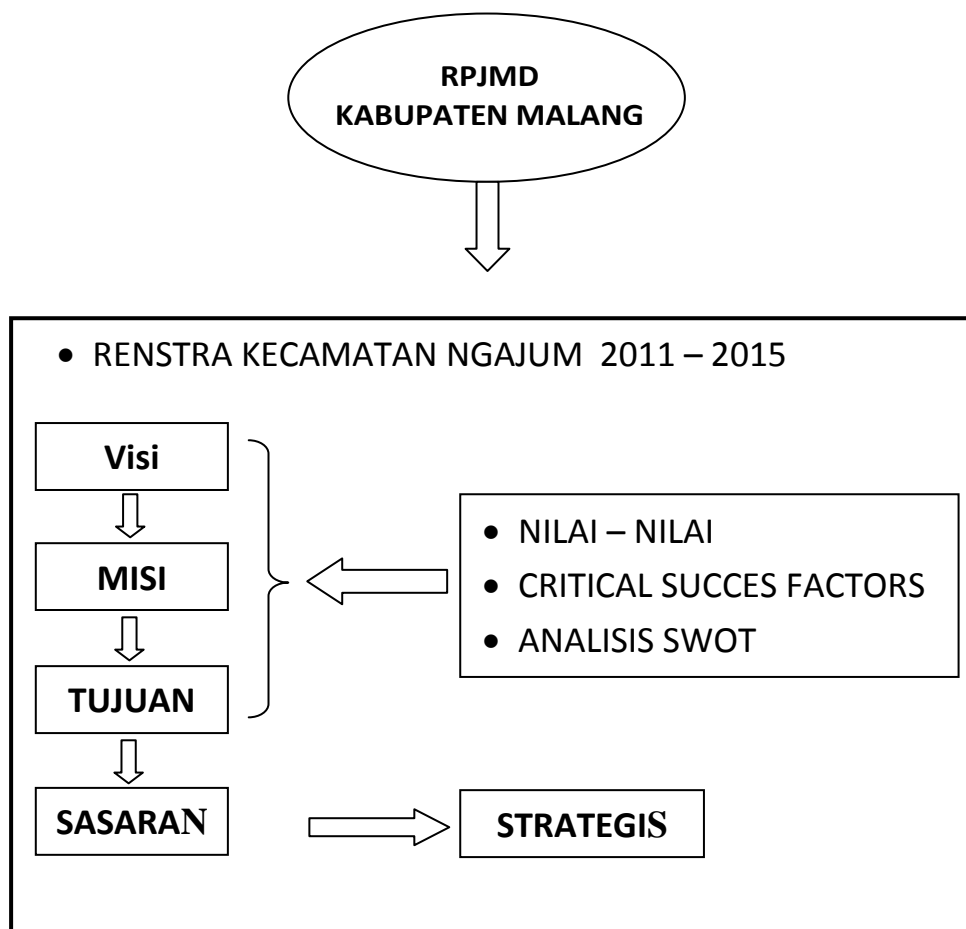 RPJMD
KABUPATEN MALANG
• RENSTRA KECAMATAN NGAJUM 2011 – 2015
Visi
MISI
TUJUAN
SASARAN
• NILAI – NILAI
• CRITICAL SUCCES FACTORS
• ANALISIS SWOT
STRATEGIS